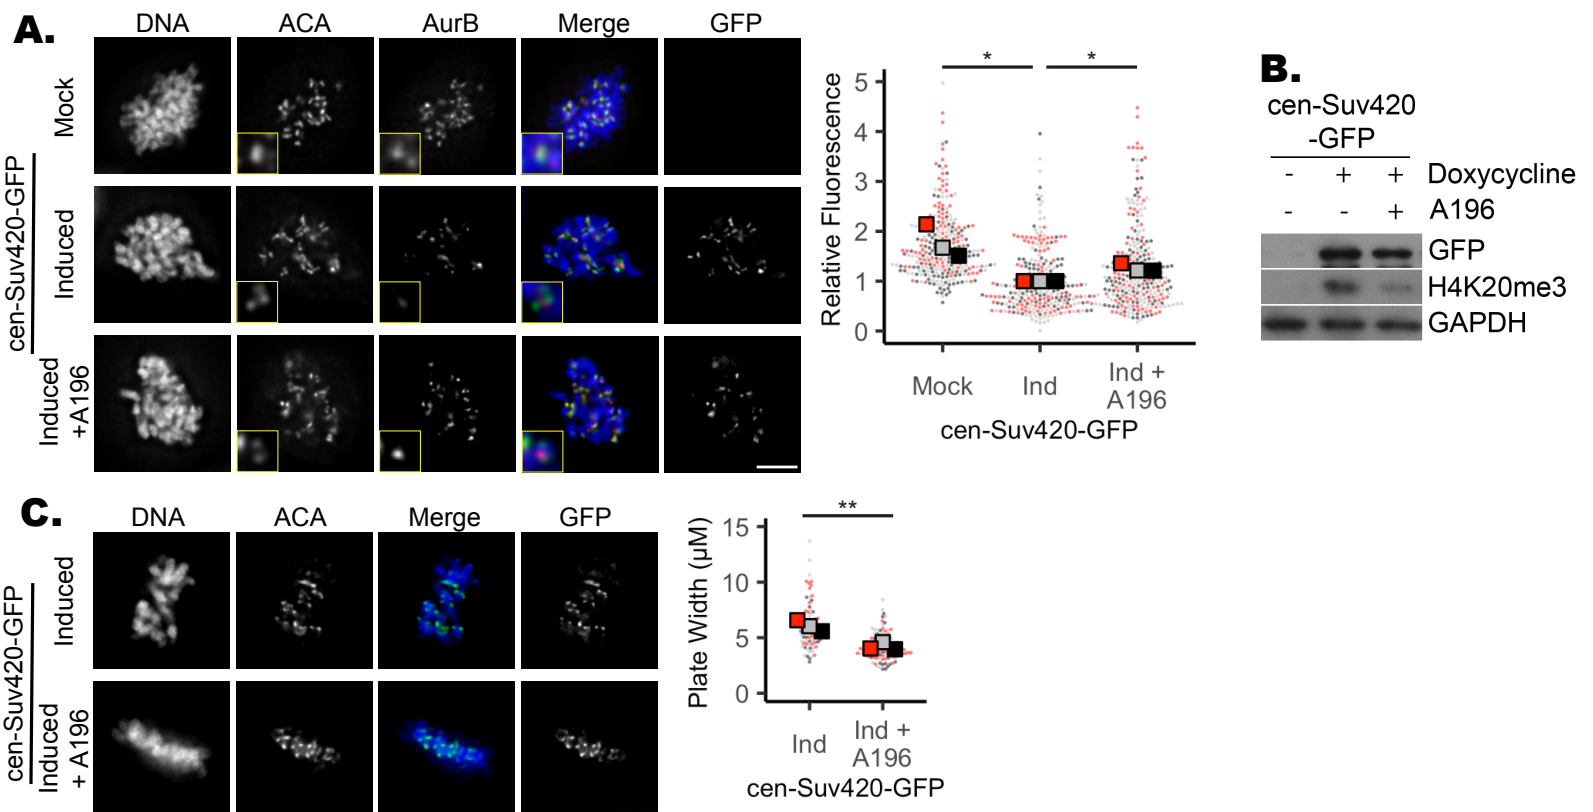 A.
DNA
ACA
AurB
Merge
GFP
Mock
Induced
Induced
+A196
cen-Suv420-GFP
Relative Fluorescence
5
4
3
2
1
0
*
*
Mock
Ind
Ind +
A196
cen-Suv420-GFP
B.
cen-Suv420
-GFP
- + + Doxycycline
- - + A196
GFP
H4K20me3
GAPDH
C.
DNA
ACA
Merge
GFP
Induced
Induced
+ A196
cen-Suv420-GFP
Plate Width (µM)
15
10
5
0
**
Ind
Ind +
A196
cen-Suv420-GFP